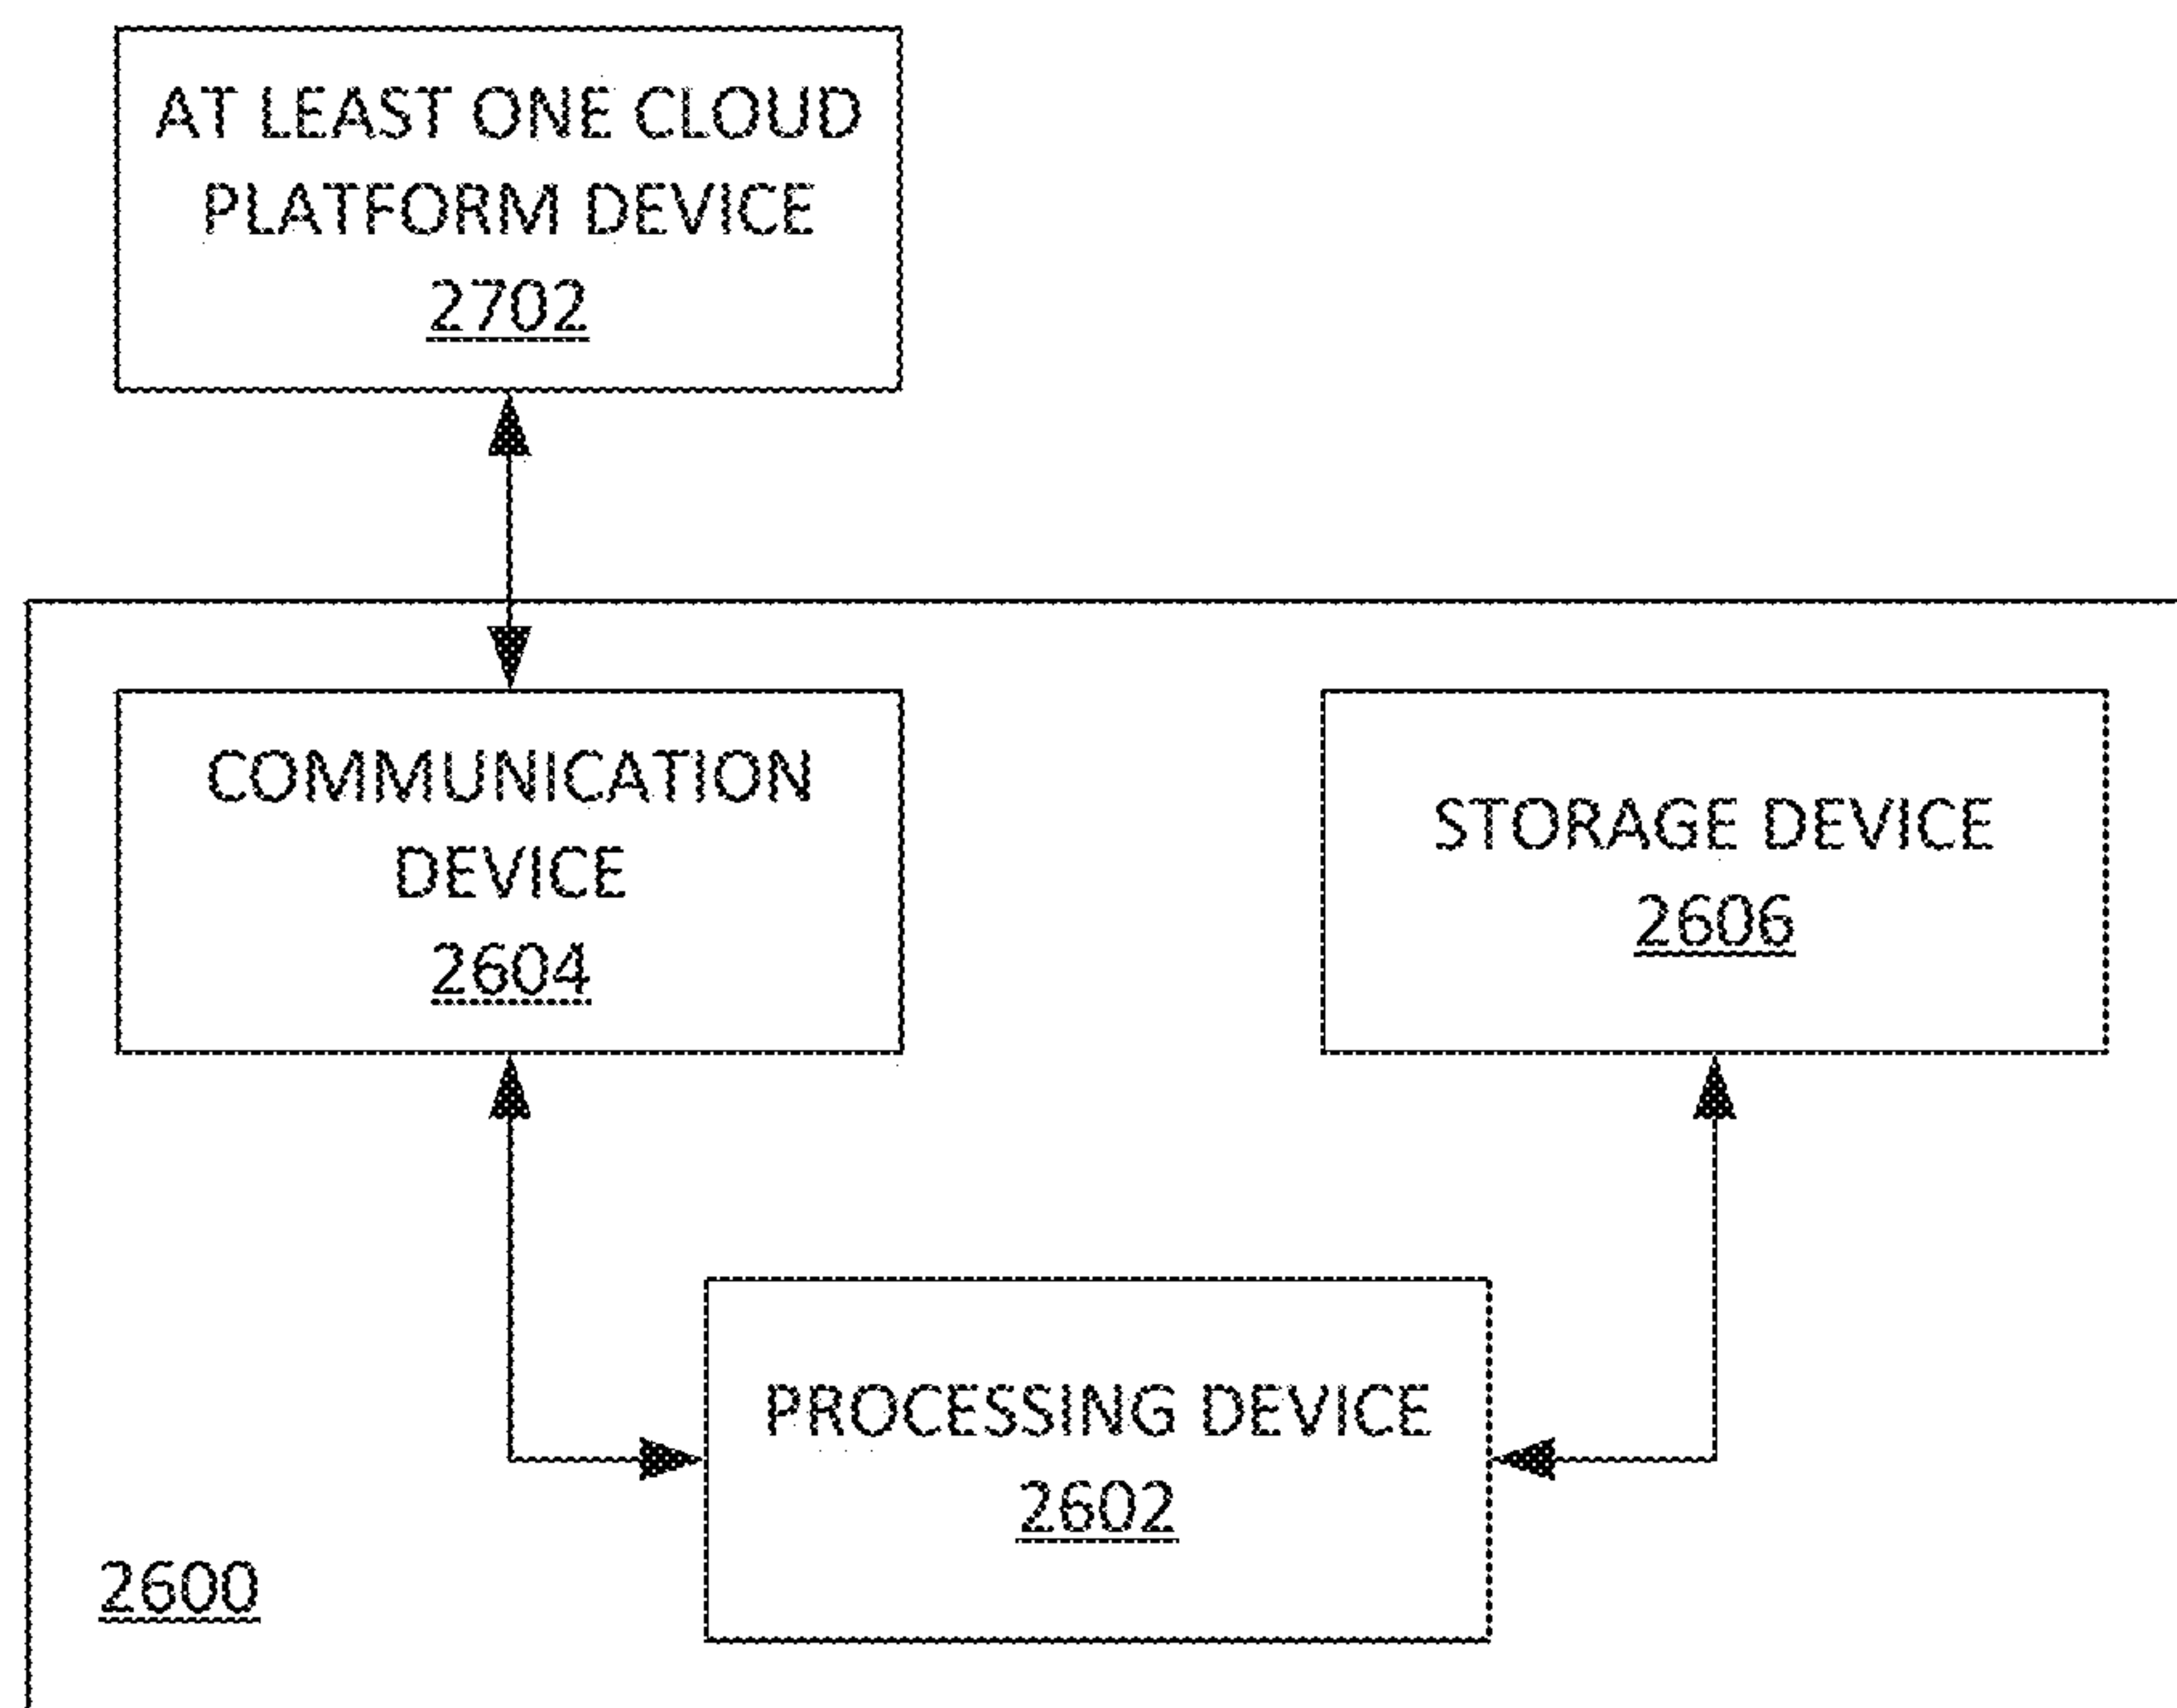 AT LEAST ONE CLOUD
PLATFORM DEVICE
2702
COMMUNICATION
DEVICE
2604
STORAGE DEVICE
2606
PROCESSING DEVICE
2602
2600